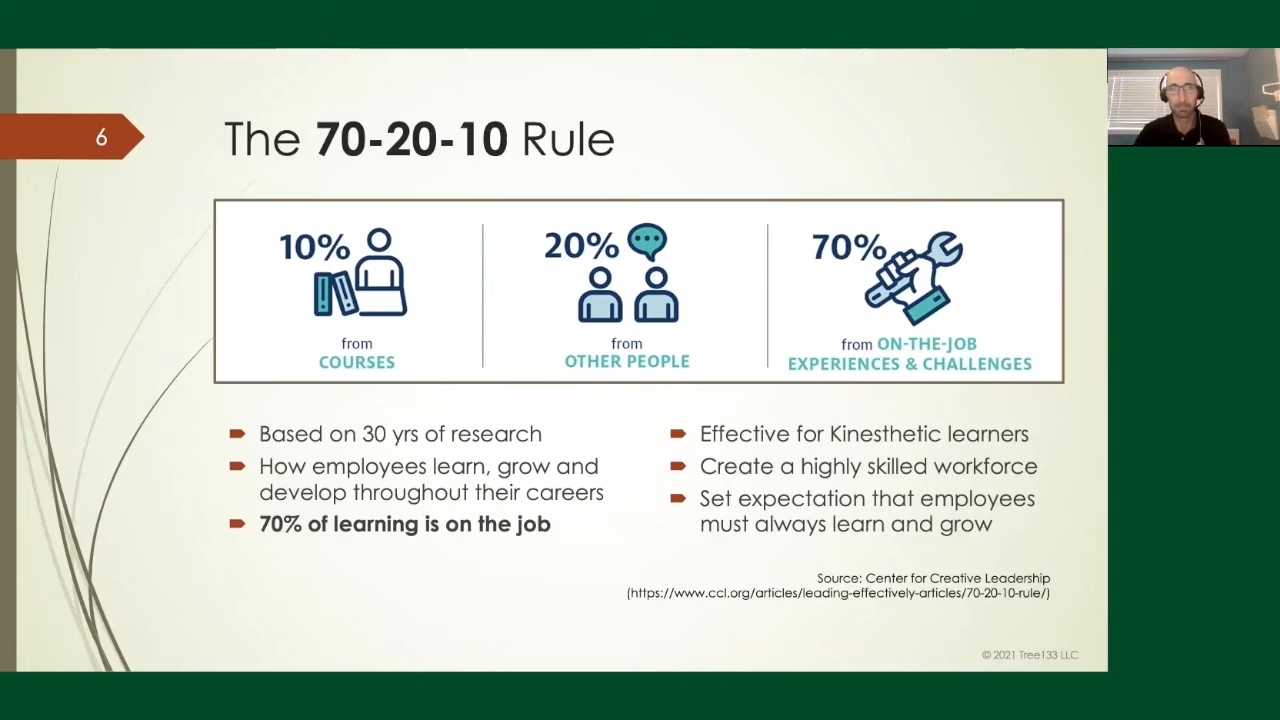 6
The 70-20-10 Rule
10%
from
COURSES
20%
from
OTHER PEOPLE
70%
from ON-THE-JOB
EXPERIENCES & CHALLENGES
Based on 30 yrs of research
How employees learn, grow and
develop throughout their careers
70% of learning is on the job
Effective for Kinesthetic learners
Create a highly skilled workforce
Set expectation that employees
must always learn and grow
Source: Center for Creative Leadership
(https://www.ccl.org/articles/leading-effectively-articles/70-20-10-rule/)
© 2021 Tree133 LLC